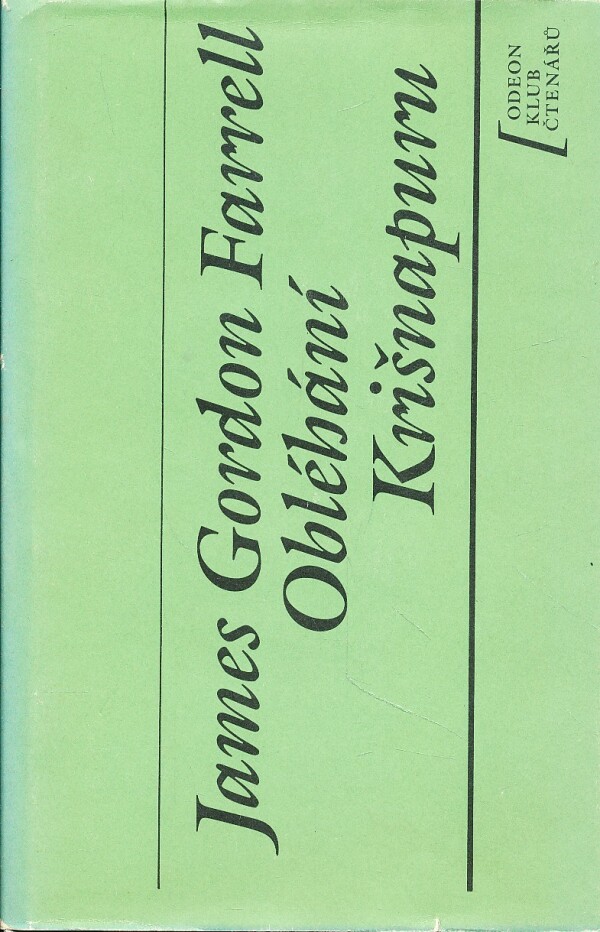 James Gordon Farrell
Obléhání
Krišnapuru
ODEON
KLUB
ČTENÁŘŮ